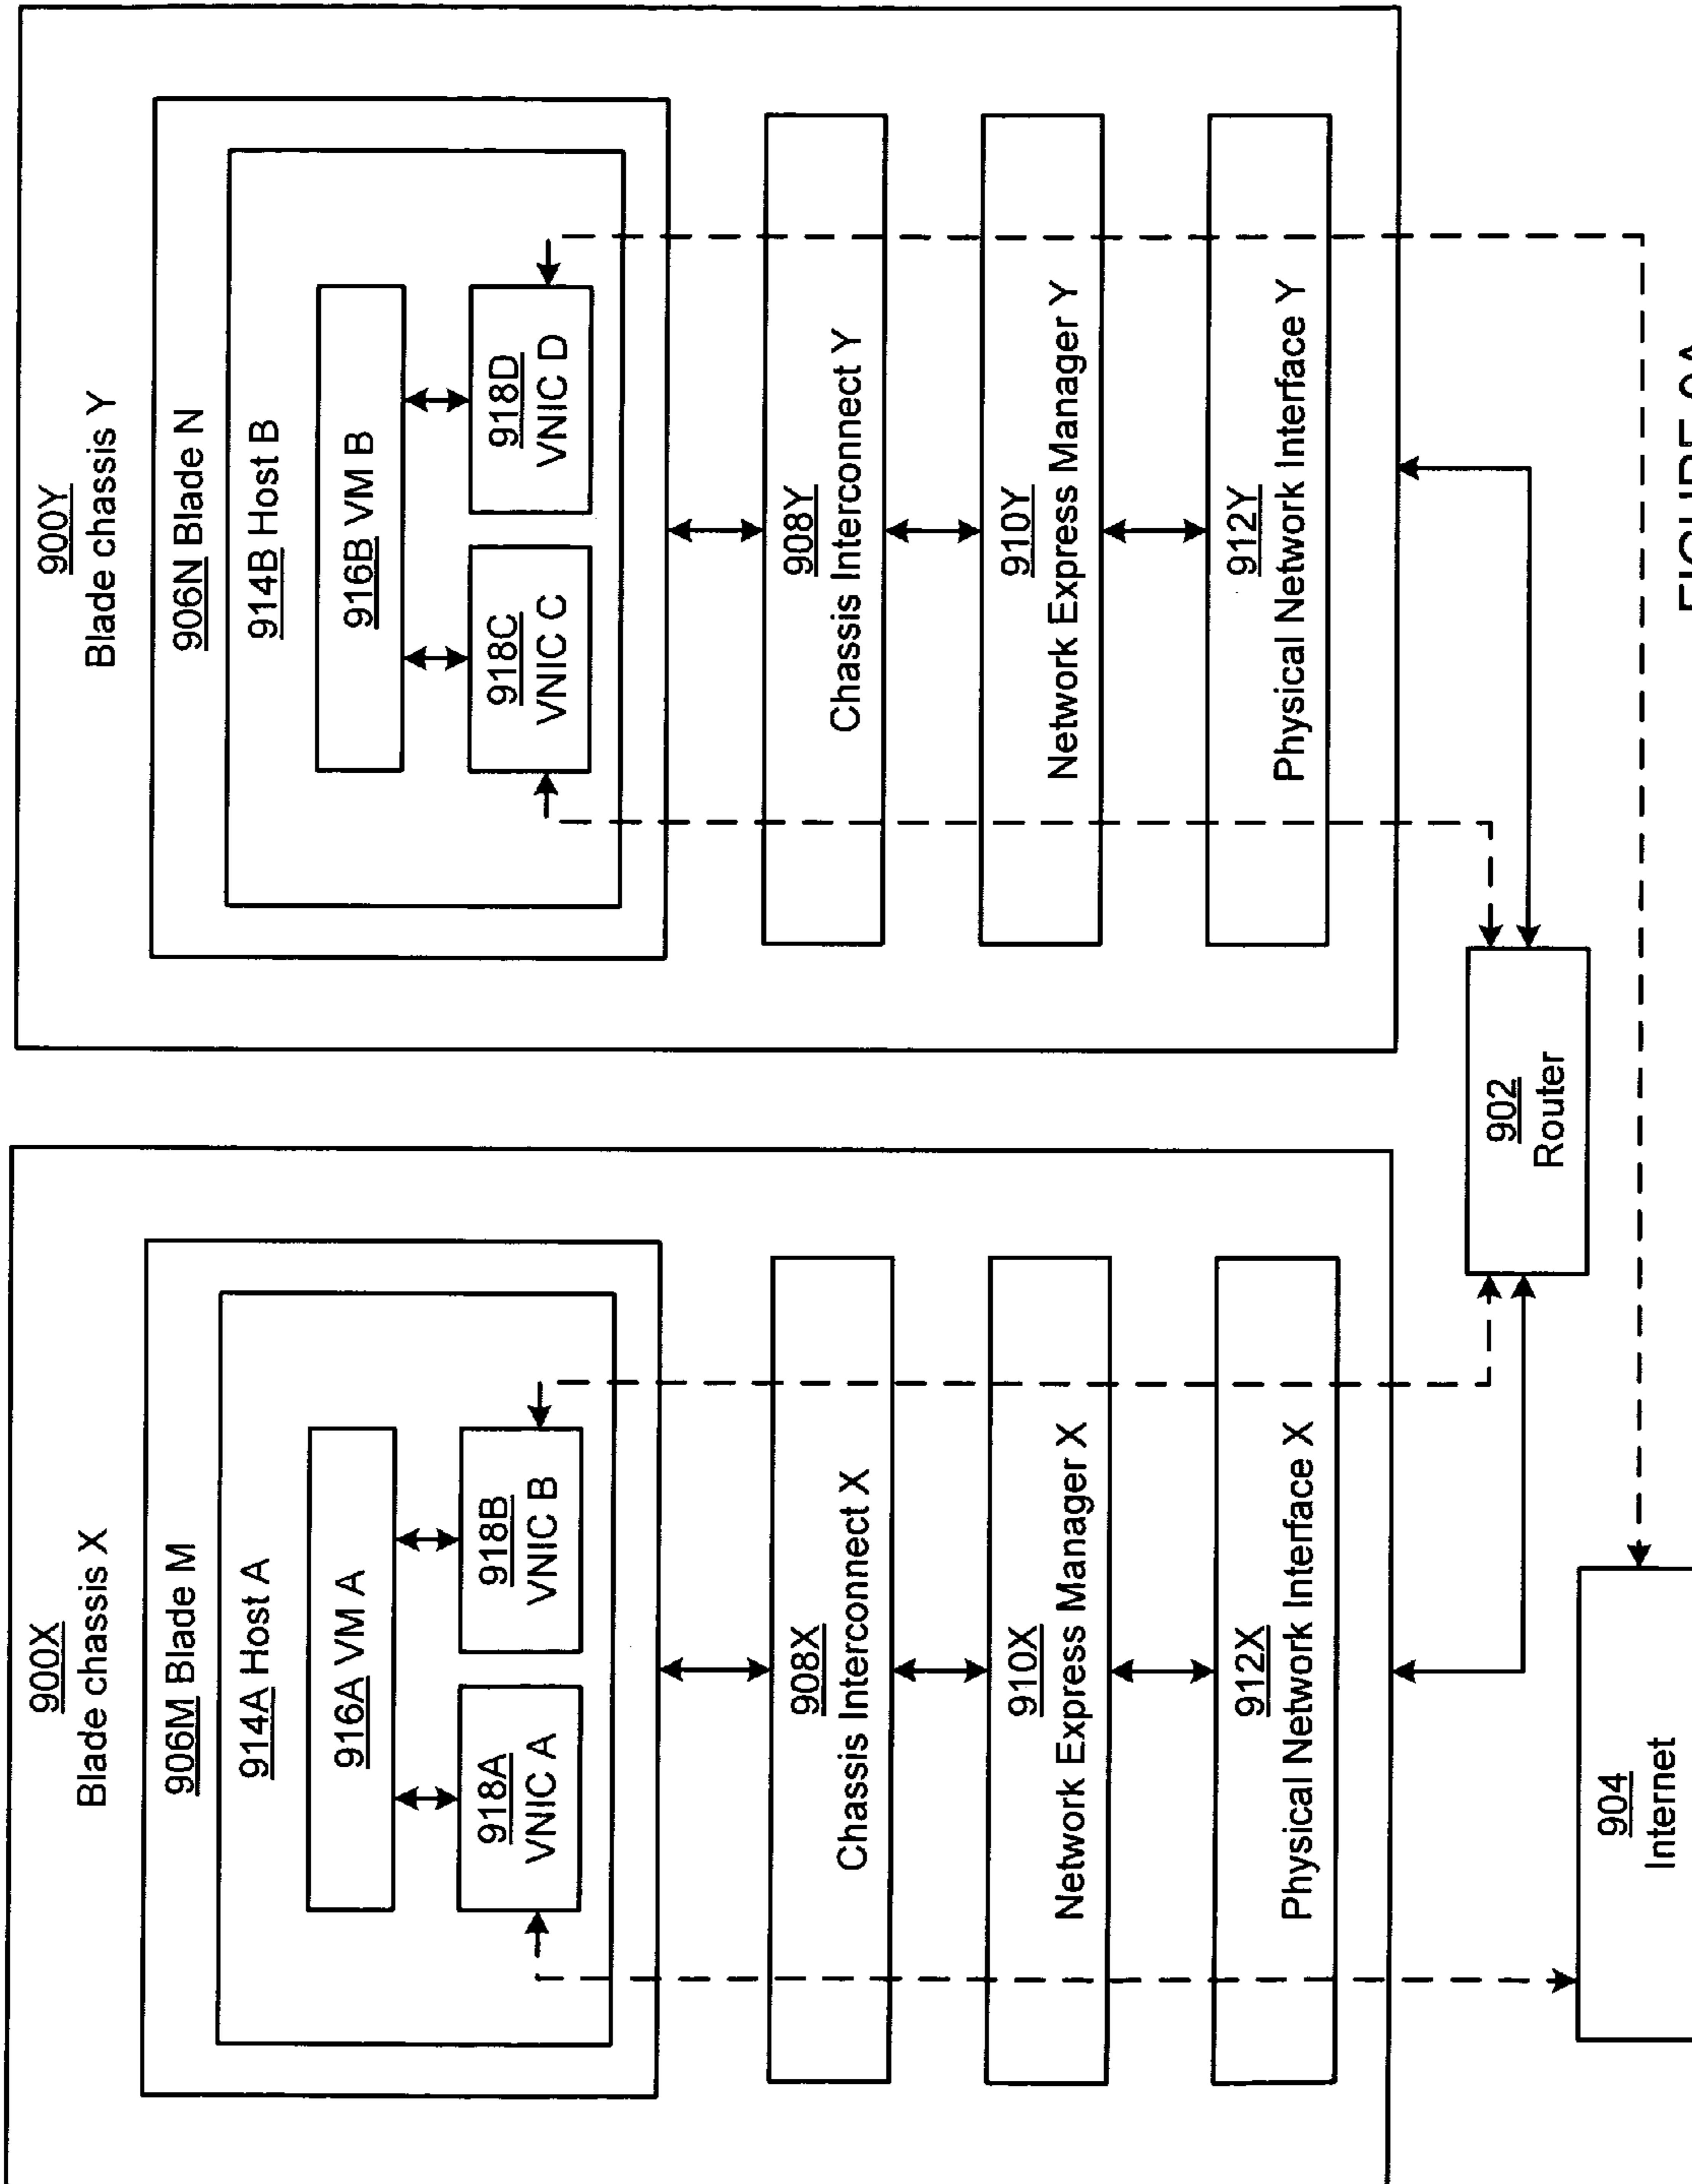 900X
Blade chassis X
906M Blade M
914A Host A
916A VM A
918A
VNIC A
918B
VNIC B
908X
Chassis Interconnect X
910X
Network Express Manager X
912X
Physical Network Interface X
900Y
Blade chassis Y
906N Blade N
914B Host B
916B VM B
918C
VNIC C
918D
VNIC D
908Y
Chassis Interconnect Y
910Y
Network Express Manager Y
912Y
Physical Network Interface Y
902
Router
904
Internet
FIGURE 9A